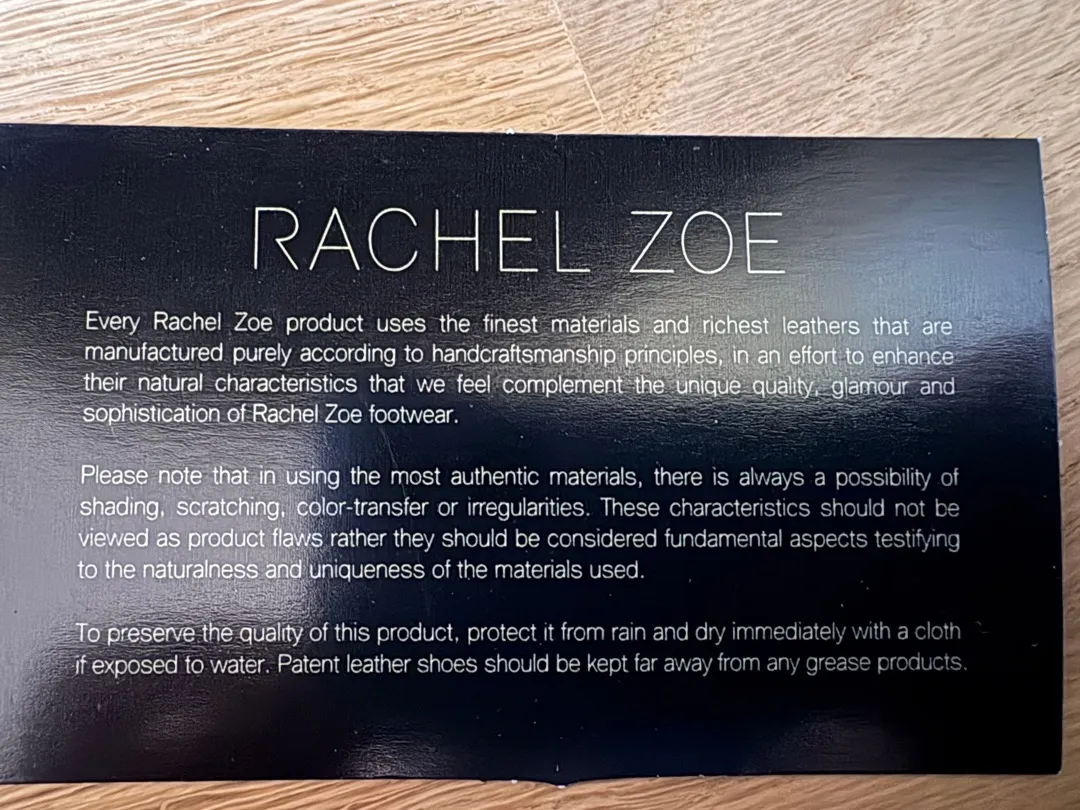 RACHEL ZOE
Every Rachel Zoe product uses the finest materials and richest leathers that are
manufactured purely according to handcraftsmanship principles, in an effort to enhance
their natural characteristics that we feel complement the unique quality, glamour and
sophistication of Rachel Zoe footwear.
Please note that in using the most authentic materials, there is always a possibility of
shading, scratching, color-transfer or irregularities. These characteristics should not be
viewed as product flaws rather they should be considered fundamental aspects testifying
to the naturalness and uniqueness of the materials used.
To preserve the quality of this product, protect it from rain and dry immediately with a cloth
if exposed to water. Patent leather shoes should be kept far away from any grease products.